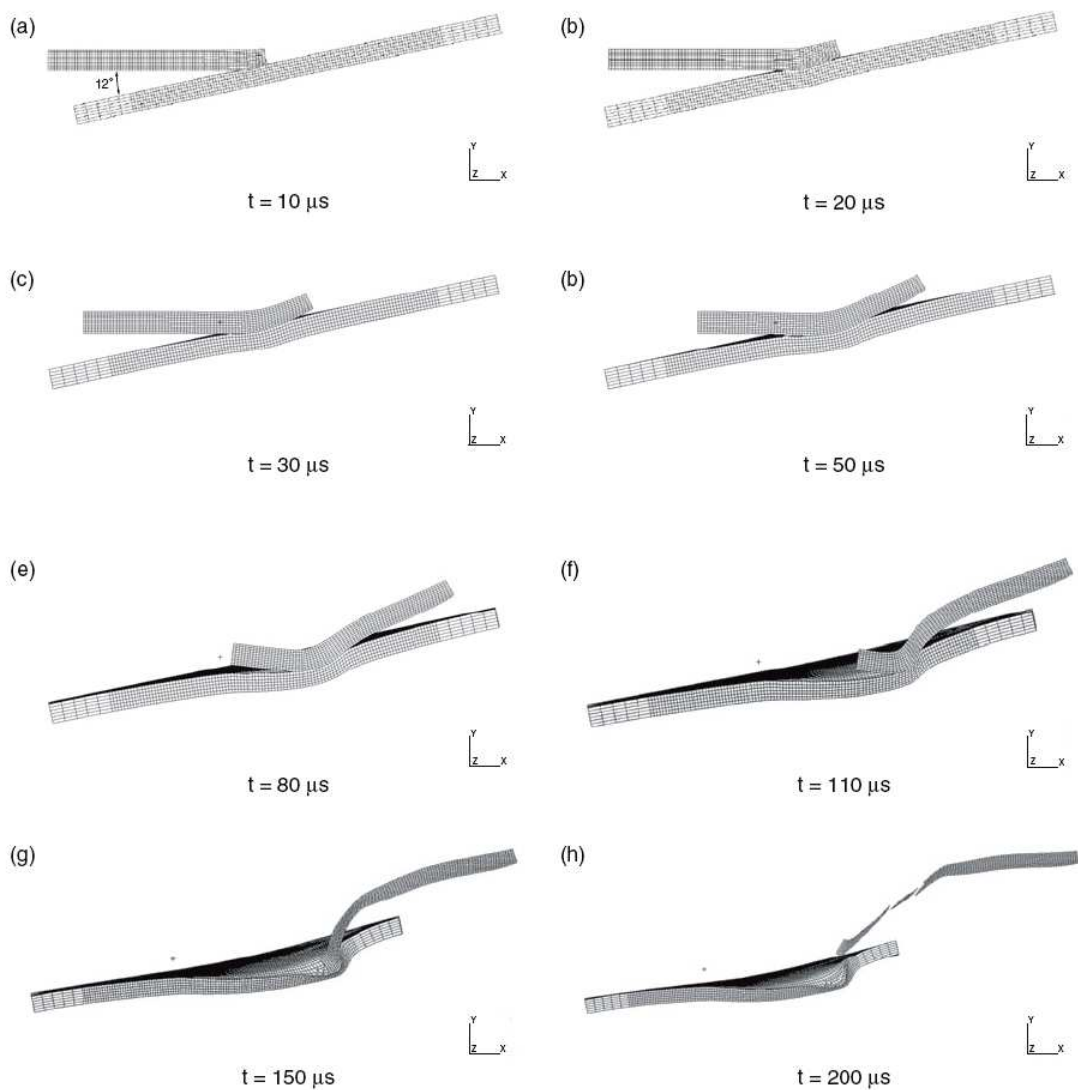 (a)
12°
Y
Z X
t = 10 μs
(b)
Y
Z X
t = 20 μs
(c)
Y
Z X
t = 30 μs
(b)
Y
Z X
t = 50 μs
(e)
Y
Z X
t = 80 μs
(f)
Y
Z X
t = 110 μs
(g)
Y
Z X
t = 150 μs
(h)
Y
Z X
t = 200 μs